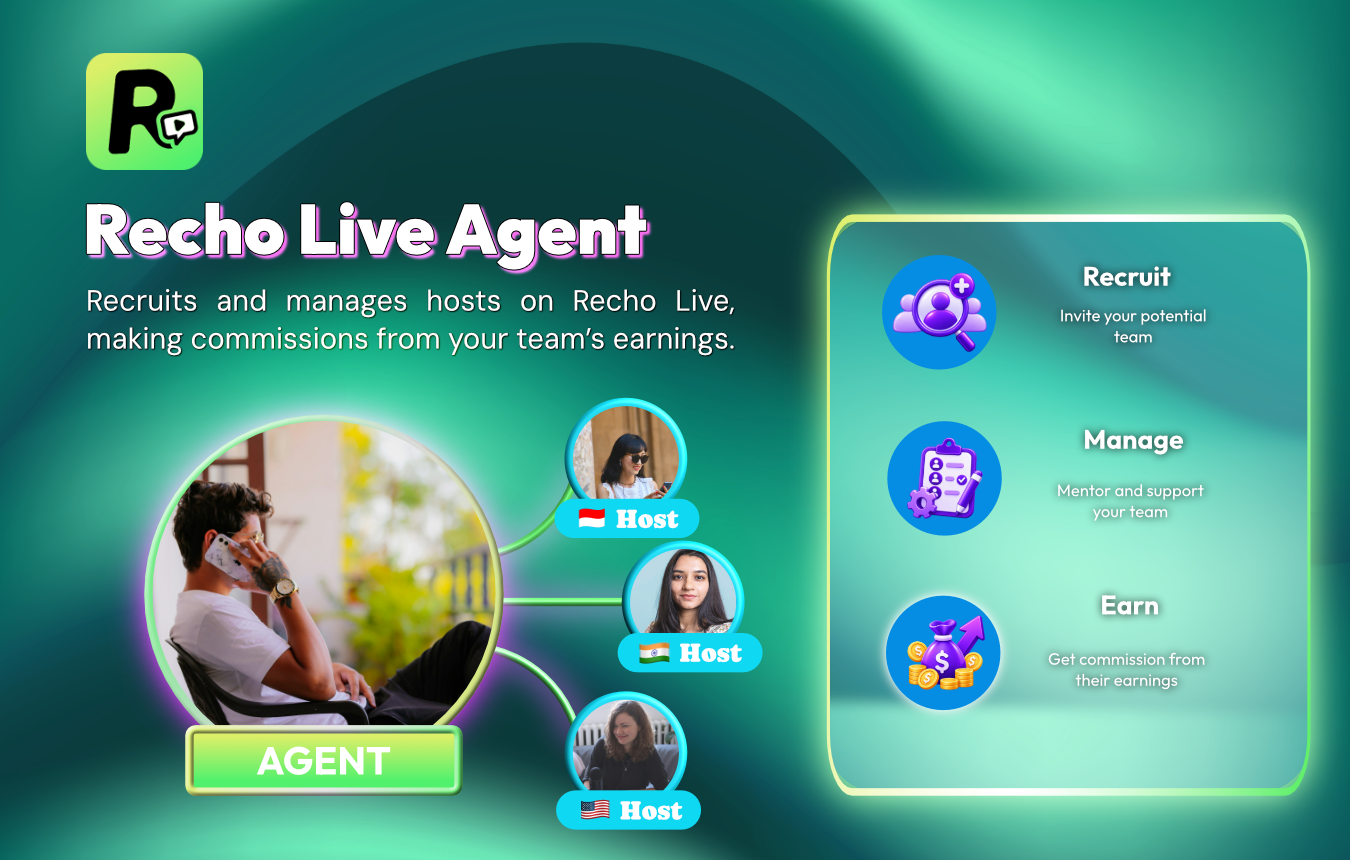 R
Recho Live Agent
Recruits and manages hosts on Recho Live,
making commissions from your team's earnings.
Host
Host
Host
AGENT
Recruit
Invite your potential
team
Manage
Mentor and support
your team
Earn
Get commission from
their earnings